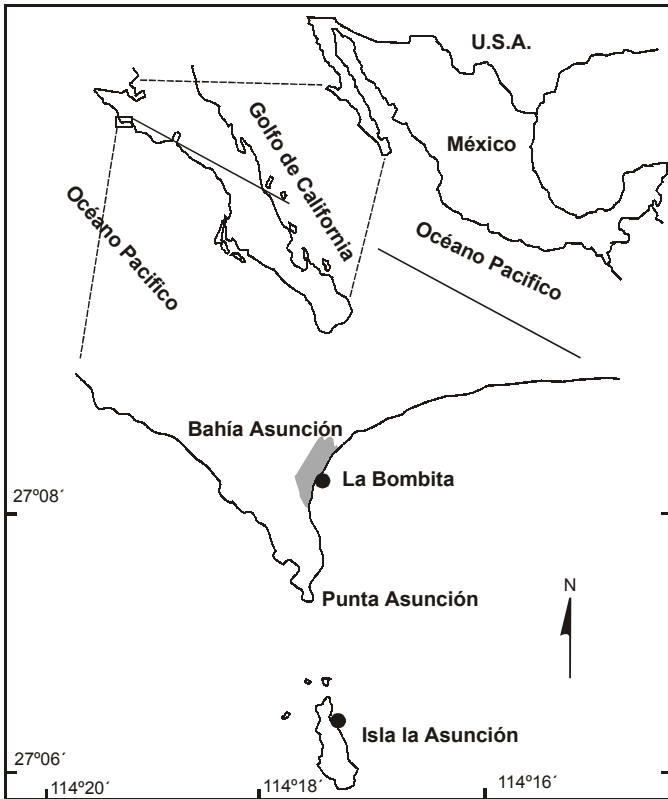 U.S.A.
México
Golfo de California
Océano Pacifico
Océano Pacifico
Bahía Asunción
La Bombita
27º08´
Punta Asunción
N
Isla la Asunción
27º06´
114º20´
114º18´
114º16´